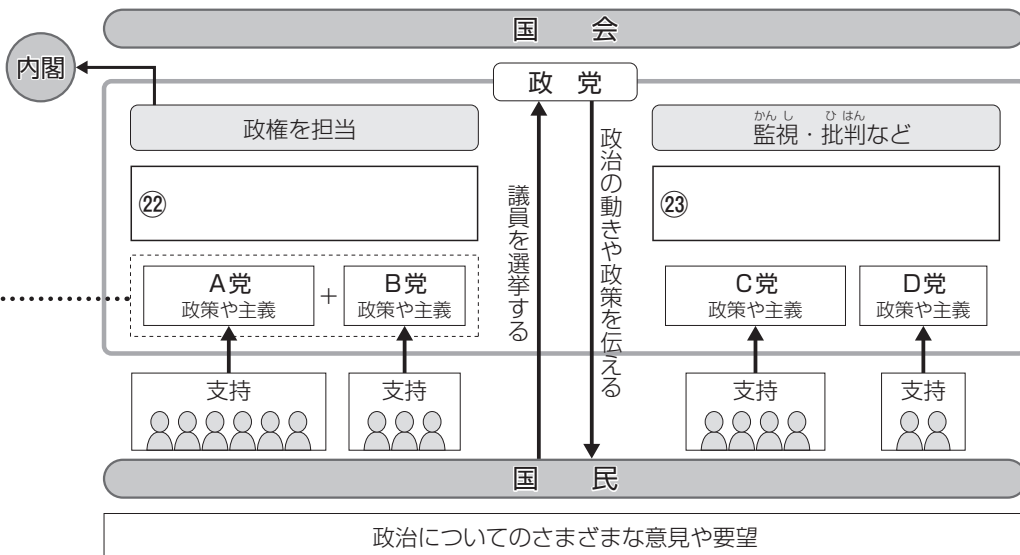 国　会
内閣
政　党
政権を担当
かんし　ひはん
監視・批判など
㉒
㉓
議員を選挙する
政治の動きや政策を伝える
A党
政策や主義
+
B党
政策や主義
C党
政策や主義
D党
政策や主義
支持
支持
支持
支持
国　民
政治についてのさまざまな意見や要望